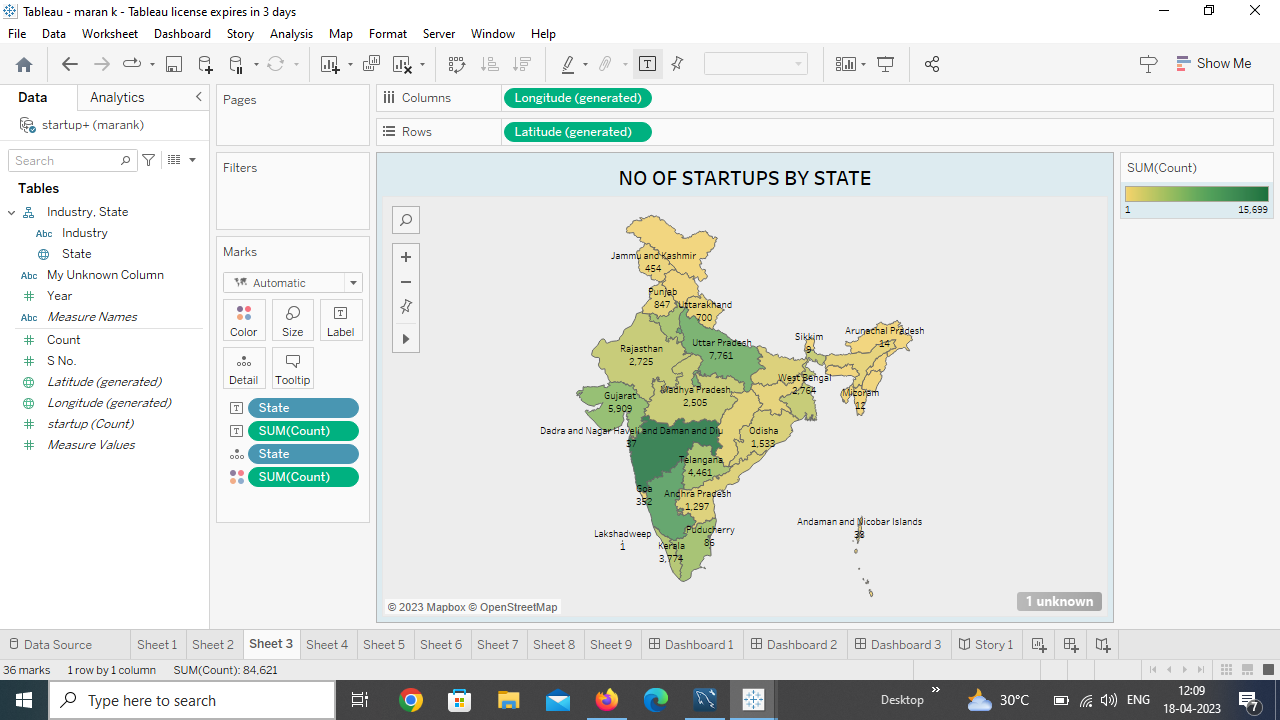 Tableau - maran k - Tableau license expires in 3 days
File Data Worksheet Dashboard Story Analysis Map Format Server Window Help
Show Me
Data Analytics
startup+ (marank)
Search
Tables
Industry, State
Abc Industry
State
Abc My Unknown Column
Year
Abc Measure Names
Count
S No.
Latitude (generated)
Longitude (generated)
startup (Count)
Measure Values
Pages
Filters
Marks
Automatic
Color Size Label
Detail Tooltip
State
SUM(Count)
State
SUM(Count)
Columns Longitude (generated)
Rows Latitude (generated)
NO OF STARTUPS BY STATE
Jammu and Kashmir
454
Punjab
847
Uttarakhand
700
Rajasthan
2,725
Uttar Pradesh
7,761
Sikkim
9
Arunachal Pradesh
147
Gujarat
5,909
Madhya Pradesh
2,505
West Bengal
2,764
Mizoram
12
Dadra and Nagar Haveli and Daman and Diu
37
Odisha
1,533
Telangana
4,461
Goa
352
Andhra Pradesh
1,297
Lakshadweep
1
Kerala
3,774
Puducherry
86
Andaman and Nicobar Islands
38
© 2023 Mapbox © OpenStreetMap
1 unknown
SUM(Count)
1 15,699
Data Source Sheet 1 Sheet 2 Sheet 3 Sheet 4 Sheet 5 Sheet 6 Sheet 7 Sheet 8 Sheet 9 Dashboard 1 Dashboard 2 Dashboard 3 Story 1
36 marks 1 row by 1 column SUM(Count): 84,621
Type here to search
Desktop
30°C
ENG
12:09
18-04-2023
7